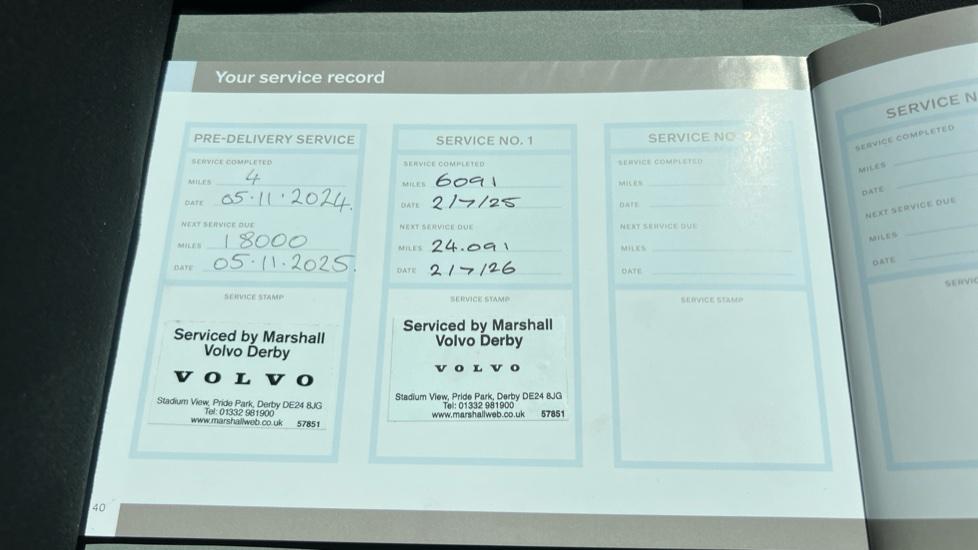 Your service record
PRE-DELIVERY SERVICE
SERVICE COMPLETED
MILES 4
DATE 05.11.2024.
NEXT SERVICE DUE
MILES 18000
DATE 05.11.2025.
SERVICE STAMP
Serviced by Marshall
Volvo Derby
VOLVO
Stadium View, Pride Park, Derby DE24 8JG
Tel: 01332 981900
www.marshallweb.co.uk 57851
SERVICE NO. 1
SERVICE COMPLETED
MILES 6091
DATE 2/7/25
NEXT SERVICE DUE
MILES 24.091
DATE 2/7/26
SERVICE STAMP
Serviced by Marshall
Volvo Derby
VOLVO
Stadium View, Pride Park, Derby DE24 8JG
Tel: 01332 981900
www.marshallweb.co.uk 57851
SERVICE NO. 2
SERVICE COMPLETED
MILES
DATE
NEXT SERVICE DUE
MILES
DATE
SERVICE STAMP
SERVICE N
SERVICE COMPLETED
MILES
DATE
NEXT SERVICE DUE
MILES
DATE
SERVIC
40